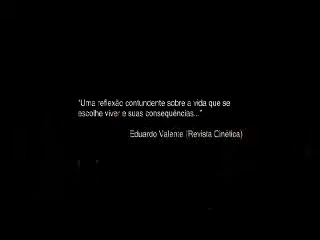 "Uma reflexão contundente sobre a vida que se
escolhe viver e suas consequências..."
Eduardo Valente (Revista Cinética)